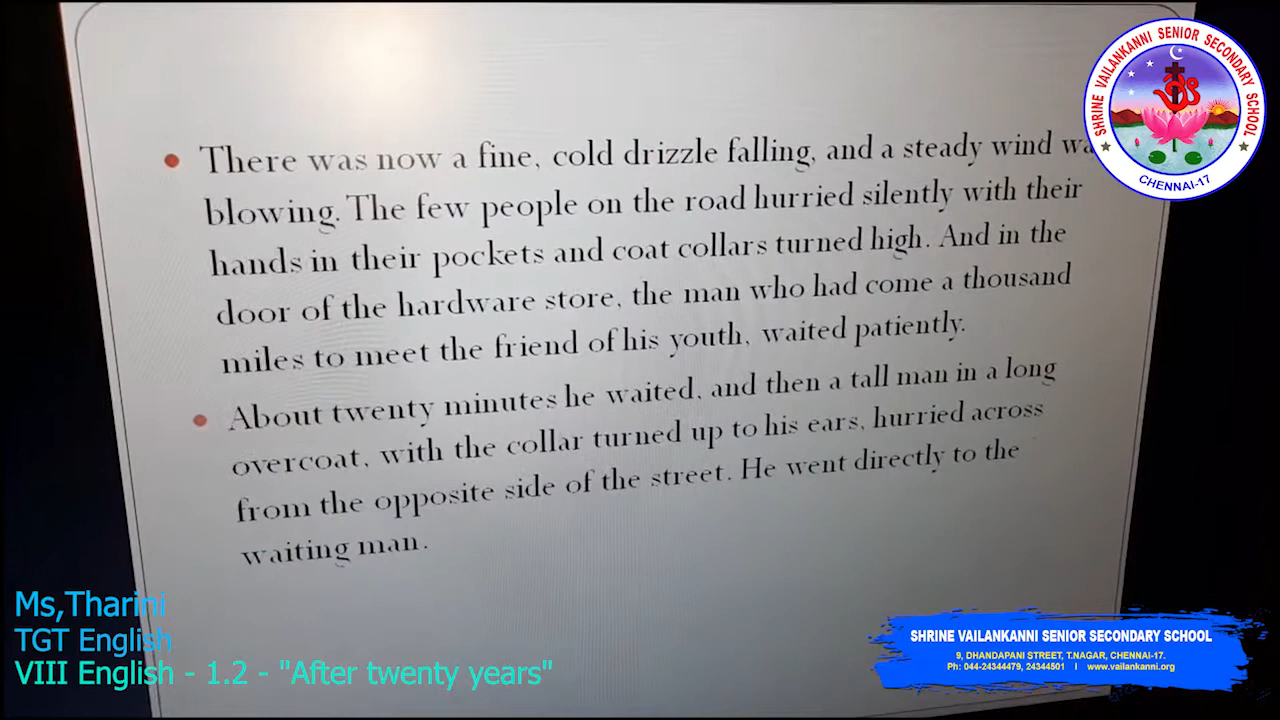 There was now a fine, cold drizzle falling, and a steady wind
blowing. The few people on the road hurried silently with their
hands in their pockets and coat collars turned high. And in the
door of the hardware store, the man who had come a thousand
miles to meet the friend of his youth, waited patiently.
About twenty minutes he waited, and then a tall man in a long
overcoat, with the collar turned up to his ears, hurried across
from the opposite side of the street. He went directly to the
waiting man.
SHRINE VAILANKANNI SENIOR SECONDARY SCHOOL
CHENNAI-17
Ms,Tharini
TGT English
VIII English - 1.2 - "After twenty years"
SHRINE VAILANKANNI SENIOR SECONDARY SCHOOL
9, DHANDAPANI STREET, T.NAGAR, CHENNAI-17.
Ph: 044-24344479, 24344501 I www.vailankanni.org